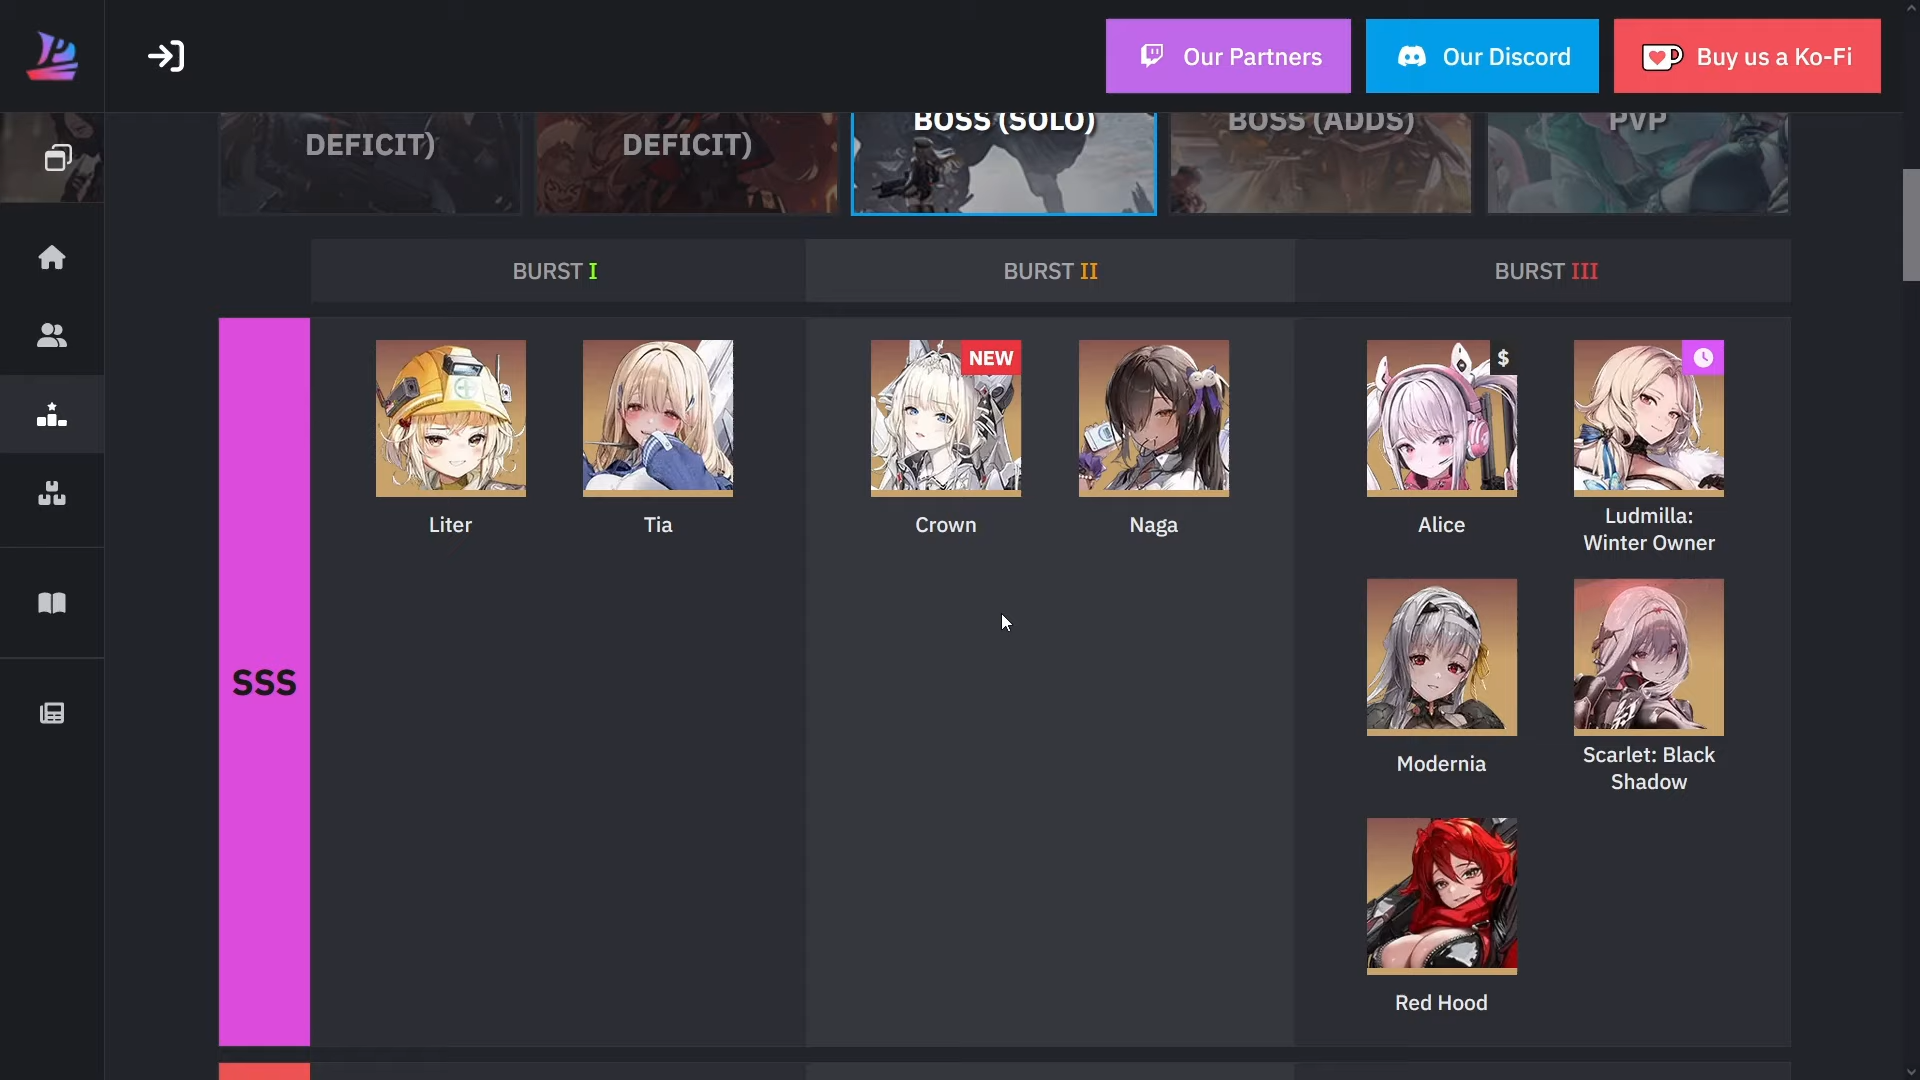 Our Partners
Our Discord
Buy us a Ko-Fi
DEFICIT)
DEFICIT)
BOSS (SOLO)
BOSS (ADDS)
PVP
BURST I
BURST II
BURST III
SSS
NEW
$
Liter
Tia
Crown
Naga
Alice
Ludmilla:
Winter Owner
Modernia
Scarlet: Black
Shadow
Red Hood